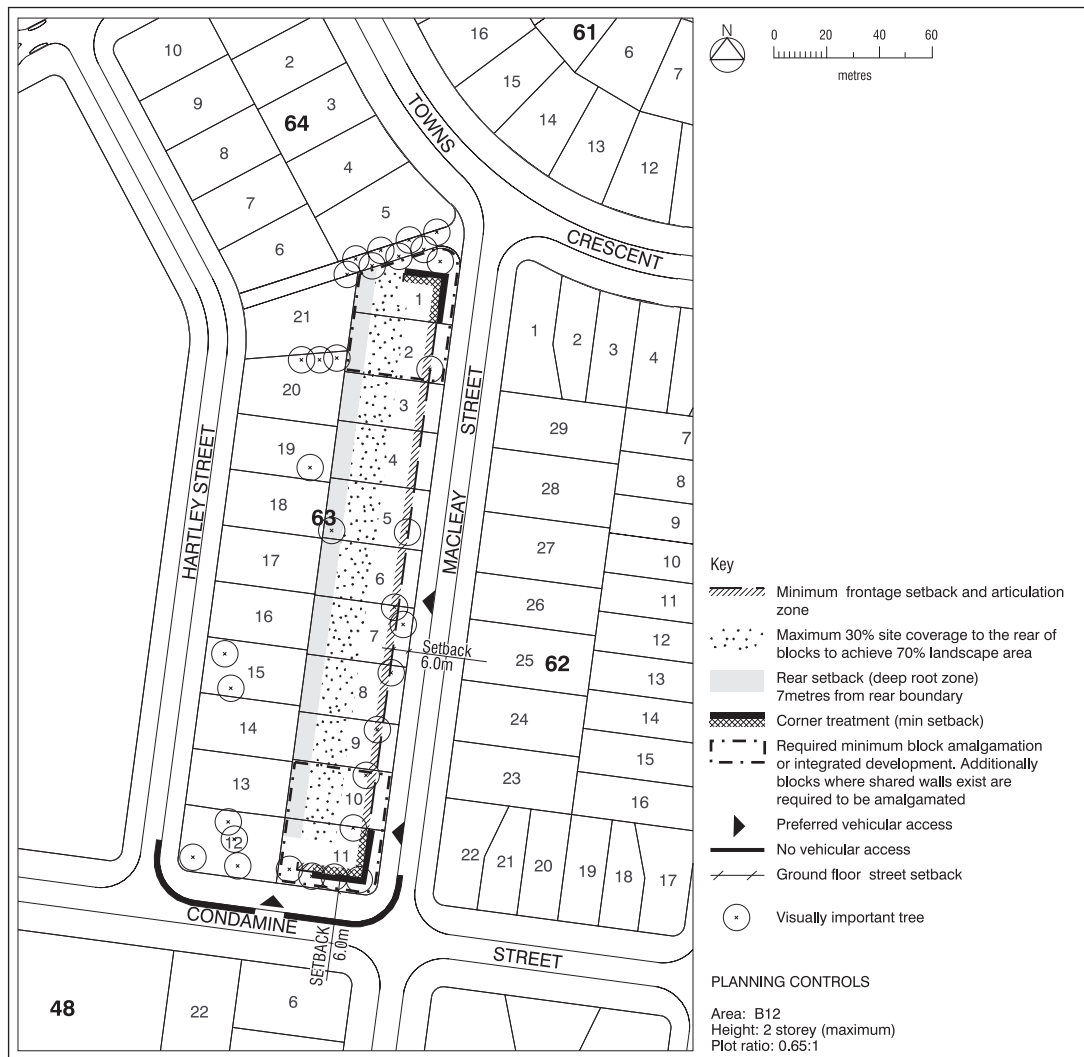 N
0 20 40 60
metres
61
16
15
14
13
12
6
7
10
9
8
7
6
2
3
4
5
64
TOWNS
CRESCENT
21
20
19
18
17
16
15
14
13
12
1
2
3
4
5
6
7
8
9
10
11
63
HARTLEY STREET
MACLEAY STREET
Setback
6.0m
1
2
3
4
29
28
27
26
25
24
23
62
7
8
9
10
11
12
13
14
15
16
22
21
20
19
18
17
CONDAMINE STREET
SETBACK
6.0m
48
22
6
Key
Minimum frontage setback and articulation
zone
Maximum 30% site coverage to the rear of
blocks to achieve 70% landscape area
Rear setback (deep root zone)
7metres from rear boundary
Corner treatment (min setback)
Required minimum block amalgamation
or integrated development. Additionally
blocks where shared walls exist are
required to be amalgamated
Preferred vehicular access
No vehicular access
Ground floor street setback
Visually important tree
PLANNING CONTROLS
Area: B12
Height: 2 storey (maximum)
Plot ratio: 0.65:1